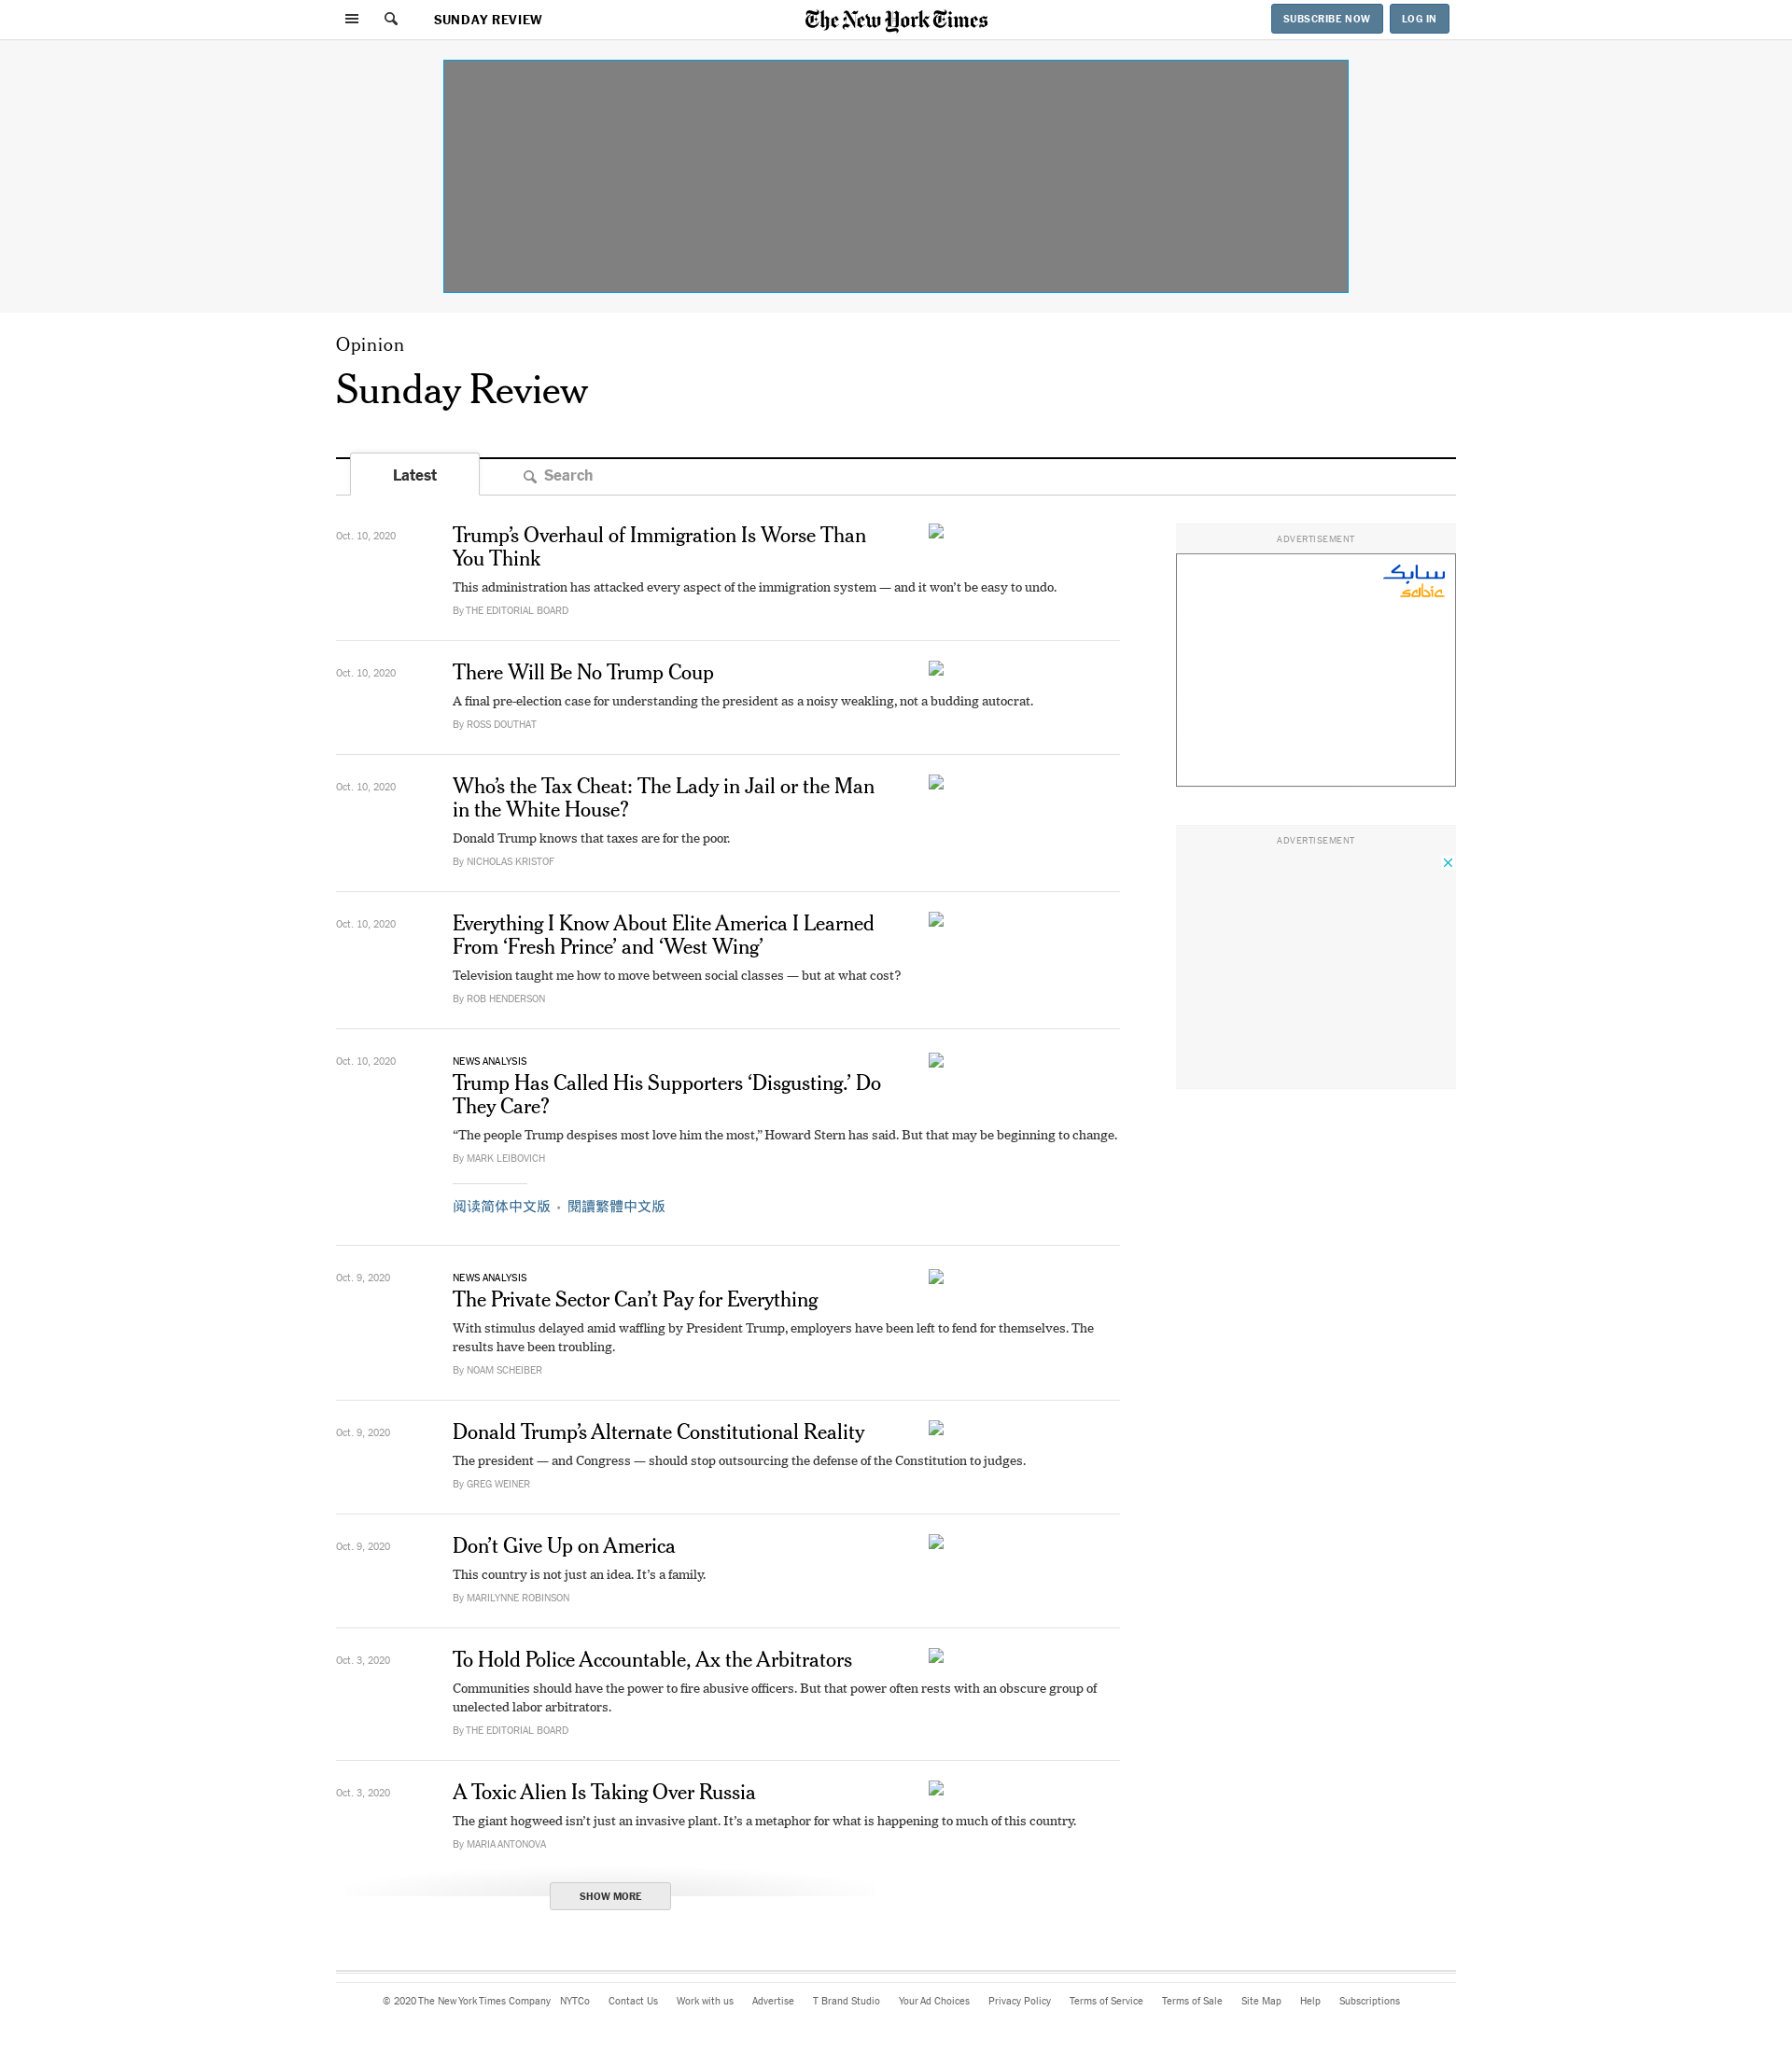 SUNDAY REVIEW
The New York Times
SUBSCRIBE NOW
LOG IN
Opinion
Sunday Review
Latest
Search
Oct. 10, 2020
Trump’s Overhaul of Immigration Is Worse Than
You Think
This administration has attacked every aspect of the immigration system — and it won’t be easy to undo.
By THE EDITORIAL BOARD
Oct. 10, 2020
There Will Be No Trump Coup
A final pre-election case for understanding the president as a noisy weakling, not a budding autocrat.
By ROSS DOUTHAT
Oct. 10, 2020
Who’s the Tax Cheat: The Lady in Jail or the Man
in the White House?
Donald Trump knows that taxes are for the poor.
By NICHOLAS KRISTOF
Oct. 10, 2020
Everything I Know About Elite America I Learned
From ‘Fresh Prince’ and ‘West Wing’
Television taught me how to move between social classes — but at what cost?
By ROB HENDERSON
Oct. 10, 2020
NEWS ANALYSIS
Trump Has Called His Supporters ‘Disgusting.’ Do
They Care?
“The people Trump despises most love him the most,” Howard Stern has said. But that may be beginning to change.
By MARK LEIBOVICH
阅读简体中文版 • 閱讀繁體中文版
Oct. 9, 2020
NEWS ANALYSIS
The Private Sector Can’t Pay for Everything
With stimulus delayed amid waffling by President Trump, employers have been left to fend for themselves. The
results have been troubling.
By NOAM SCHEIBER
Oct. 9, 2020
Donald Trump’s Alternate Constitutional Reality
The president — and Congress — should stop outsourcing the defense of the Constitution to judges.
By GREG WEINER
Oct. 9, 2020
Don’t Give Up on America
This country is not just an idea. It’s a family.
By MARILYNNE ROBINSON
Oct. 3, 2020
To Hold Police Accountable, Ax the Arbitrators
Communities should have the power to fire abusive officers. But that power often rests with an obscure group of
unelected labor arbitrators.
By THE EDITORIAL BOARD
Oct. 3, 2020
A Toxic Alien Is Taking Over Russia
The giant hogweed isn’t just an invasive plant. It’s a metaphor for what is happening to much of this country.
By MARIA ANTONOVA
SHOW MORE
ADVERTISEMENT
سابك
sabic
ADVERTISEMENT
© 2020 The New York Times Company NYTCo Contact Us Work with us Advertise T Brand Studio Your Ad Choices Privacy Policy Terms of Service Terms of Sale Site Map Help Subscriptions